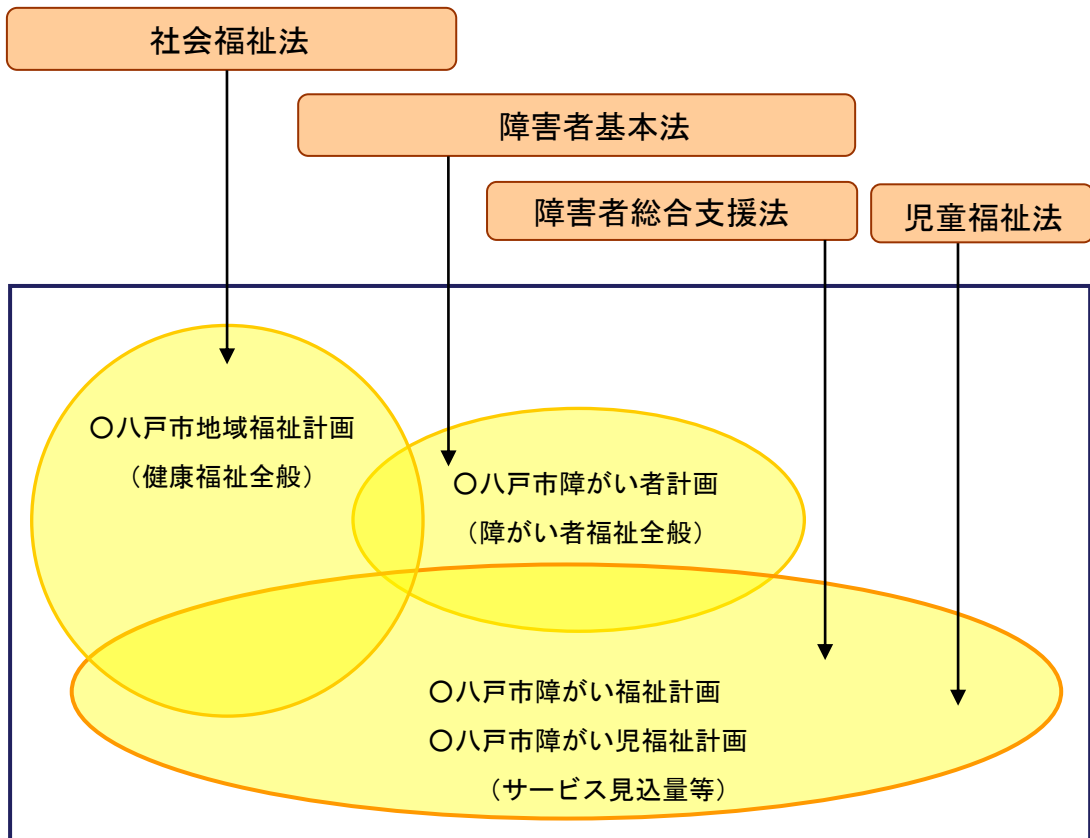 社会福祉法
障害者基本法
障害者総合支援法
児童福祉法
〇八戸市地域福祉計画
（健康福祉全般）
〇八戸市障がい者計画
（障がい者福祉全般）
〇八戸市障がい福祉計画
〇八戸市障がい児福祉計画
（サービス見込量等）